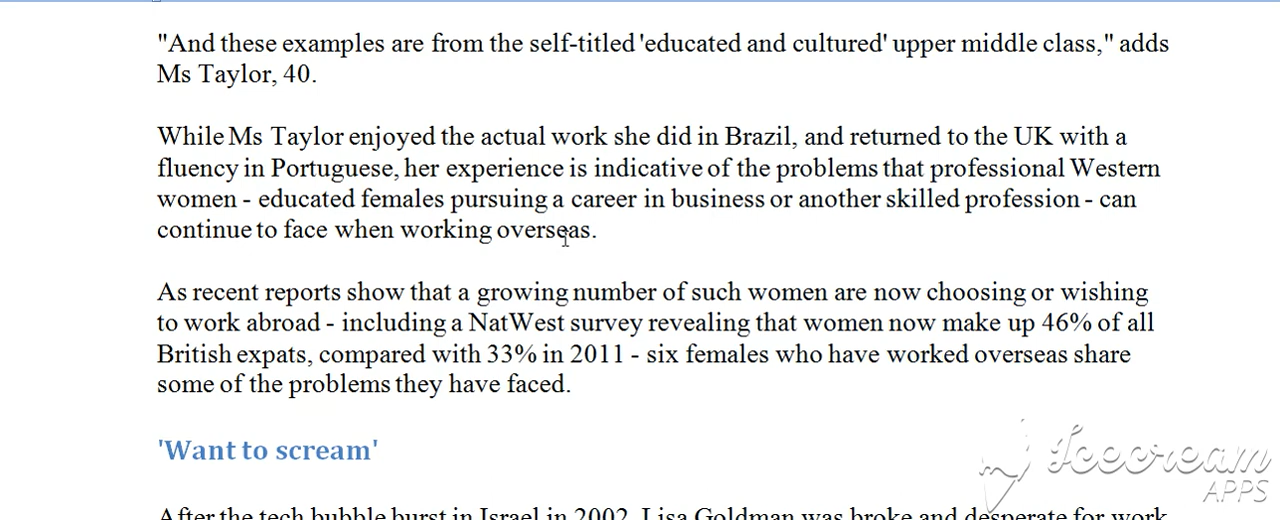 "And these examples are from the self-titled 'educated and cultured' upper middle class," adds
Ms Taylor, 40.
While Ms Taylor enjoyed the actual work she did in Brazil, and returned to the UK with a
fluency in Portuguese, her experience is indicative of the problems that professional Western
women - educated females pursuing a career in business or another skilled profession - can
continue to face when working overseas.
As recent reports show that a growing number of such women are now choosing or wishing
to work abroad - including a NatWest survey revealing that women now make up 46% of all
British expats, compared with 33% in 2011 - six females who have worked overseas share
some of the problems they have faced.
'Want to scream'
Icecream
APPS
After the tech bubble burst in Israel in 2002, Lisa Goldman was broke and desperate for work